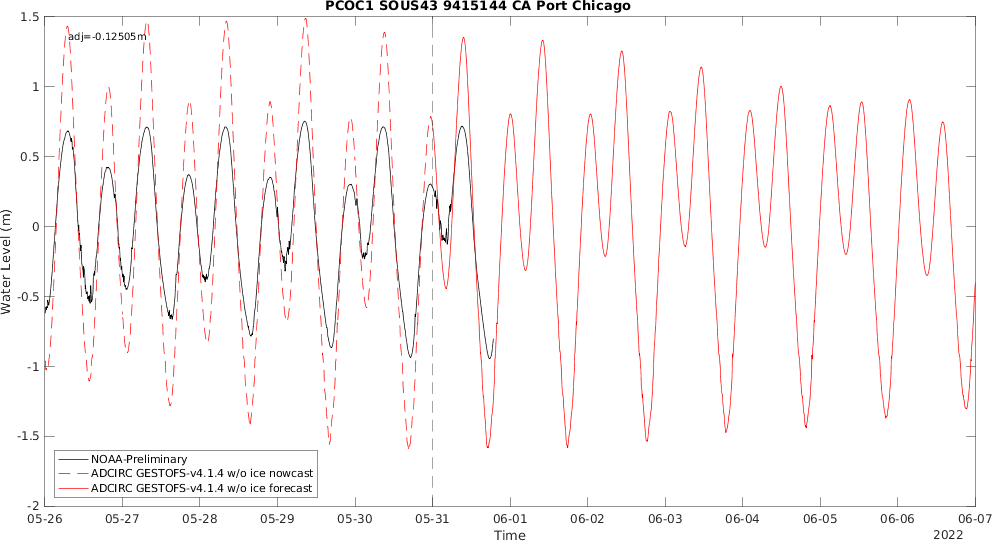 PCOC1 SOUS43 9415144 CA Port Chicago
adj=-0.12505m
1.5
1
0.5
0
-0.5
-1
-1.5
-2
Water Level (m)
NOAA-Preliminary
ADCIRC GESTOFS-v4.1.4 w/o ice nowcast
ADCIRC GESTOFS-v4.1.4 w/o ice forecast
05-26 05-27 05-28 05-29 05-30 05-31 06-01 06-02 06-03 06-04 06-05 06-06 06-07
Time
2022